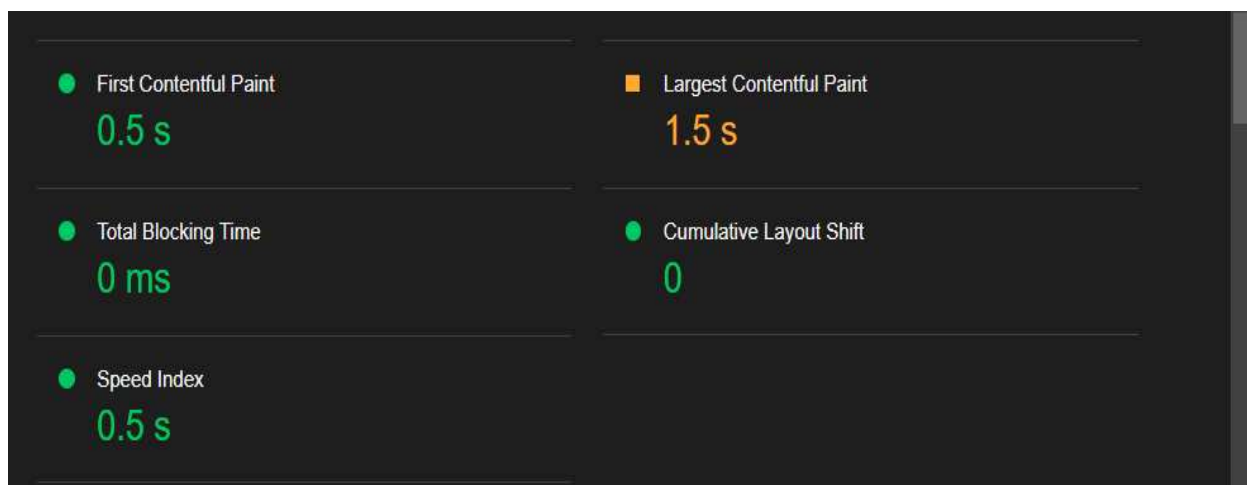 First Contentful Paint
0.5 s
Largest Contentful Paint
1.5 s
Total Blocking Time
0 ms
Cumulative Layout Shift
0
Speed Index
0.5 s